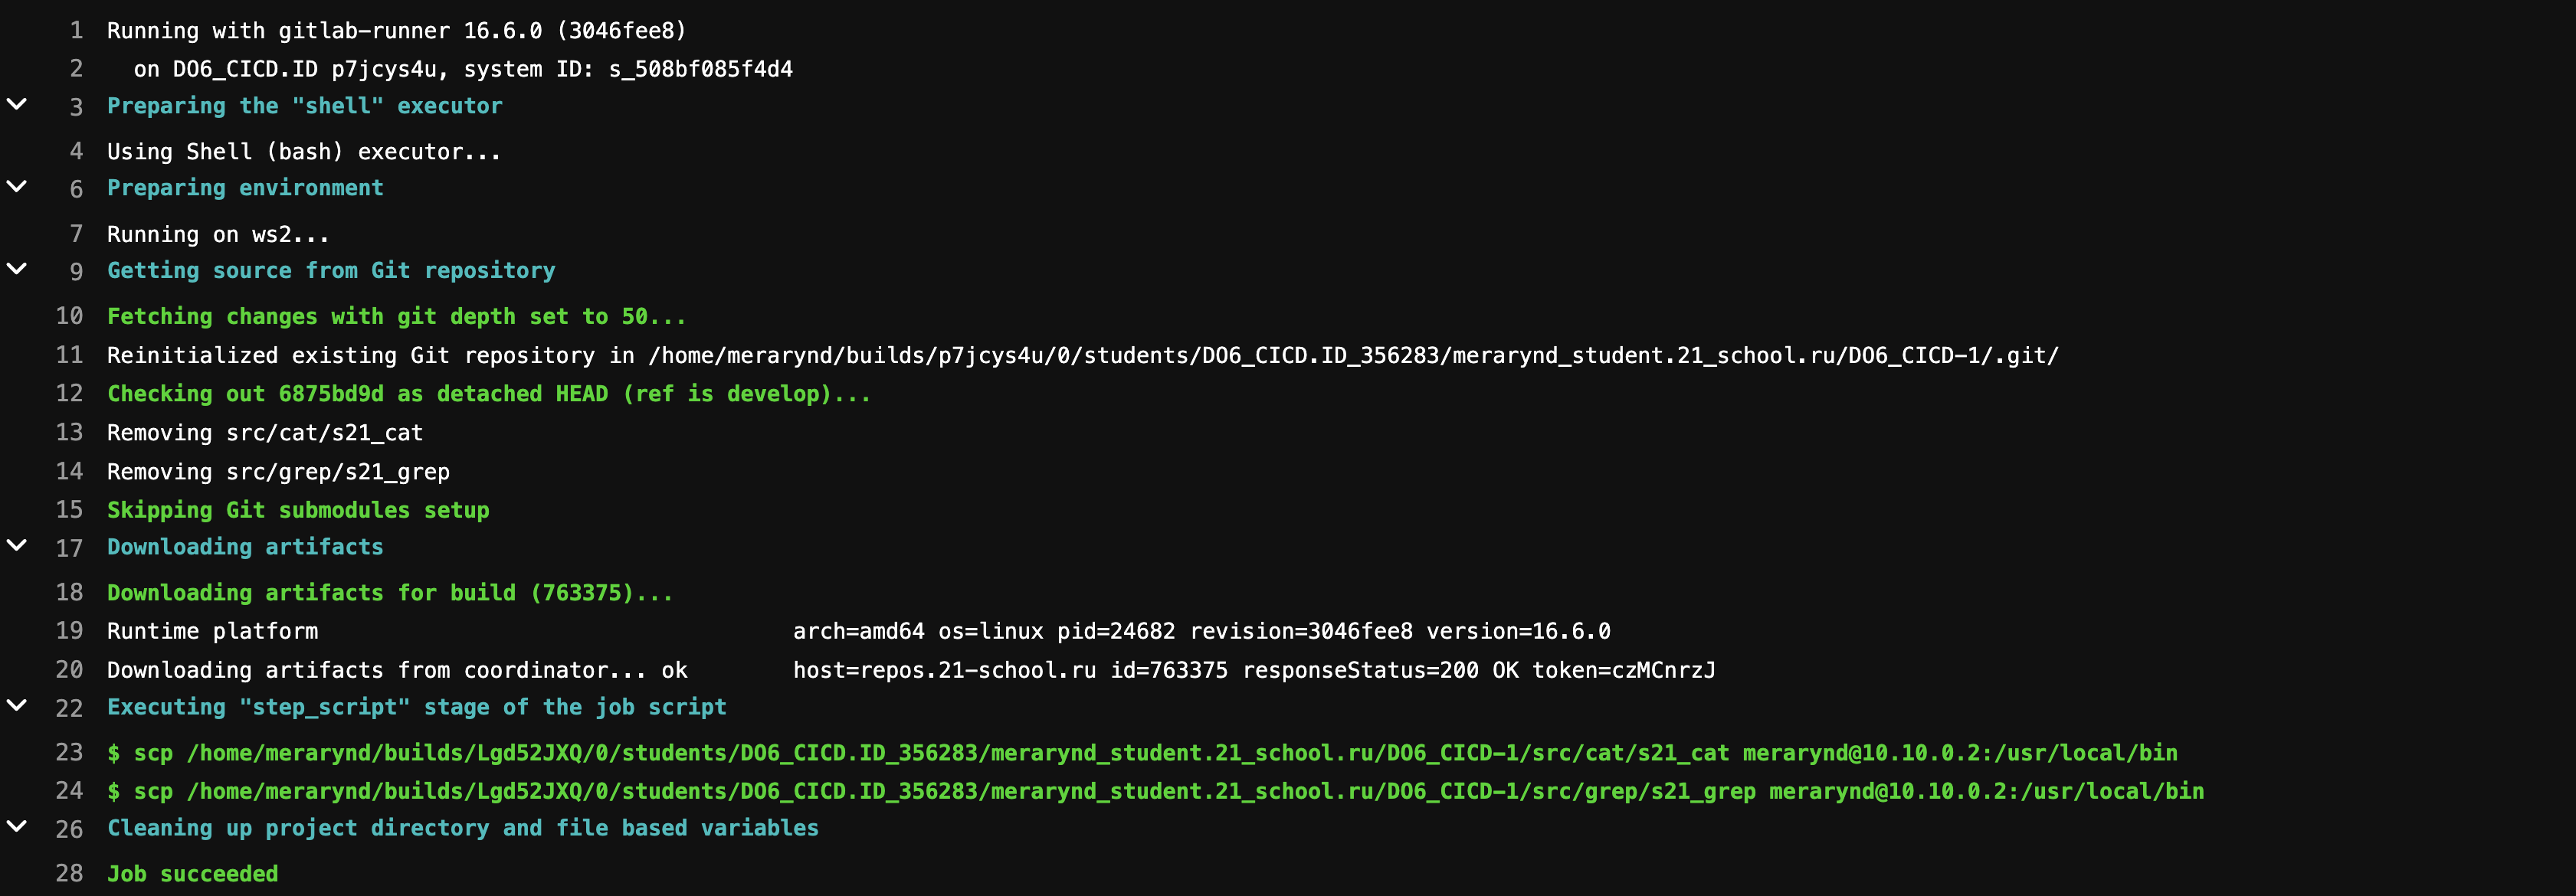 1 Running with gitlab-runner 16.6.0 (3046fee8)
2 on DO6_CICD.ID p7jcys4u, system ID: s_508bf085f4d4
3 Preparing the "shell" executor
4 Using Shell (bash) executor...
6 Preparing environment
7 Running on ws2...
9 Getting source from Git repository
10 Fetching changes with git depth set to 50...
11 Reinitialized existing Git repository in /home/merarynd/builds/p7jcys4u/0/students/DO6_CICD.ID_356283/merarynd_student.21_school.ru/DO6_CICD-1/.git/
12 Checking out 6875bd9d as detached HEAD (ref is develop)...
13 Removing src/cat/s21_cat
14 Removing src/grep/s21_grep
15 Skipping Git submodules setup
17 Downloading artifacts
18 Downloading artifacts for build (763375)...
19 Runtime platform arch=amd64 os=linux pid=24682 revision=3046fee8 version=16.6.0
20 Downloading artifacts from coordinator... ok host=repos.21-school.ru id=763375 responseStatus=200 OK token=czMCnrzJ
22 Executing "step_script" stage of the job script
23 $ scp /home/merarynd/builds/Lgd52JXQ/0/students/DO6_CICD.ID_356283/merarynd_student.21_school.ru/DO6_CICD-1/src/cat/s21_cat merarynd@10.10.0.2:/usr/local/bin
24 $ scp /home/merarynd/builds/Lgd52JXQ/0/students/DO6_CICD.ID_356283/merarynd_student.21_school.ru/DO6_CICD-1/src/grep/s21_grep merarynd@10.10.0.2:/usr/local/bin
26 Cleaning up project directory and file based variables
28 Job succeeded